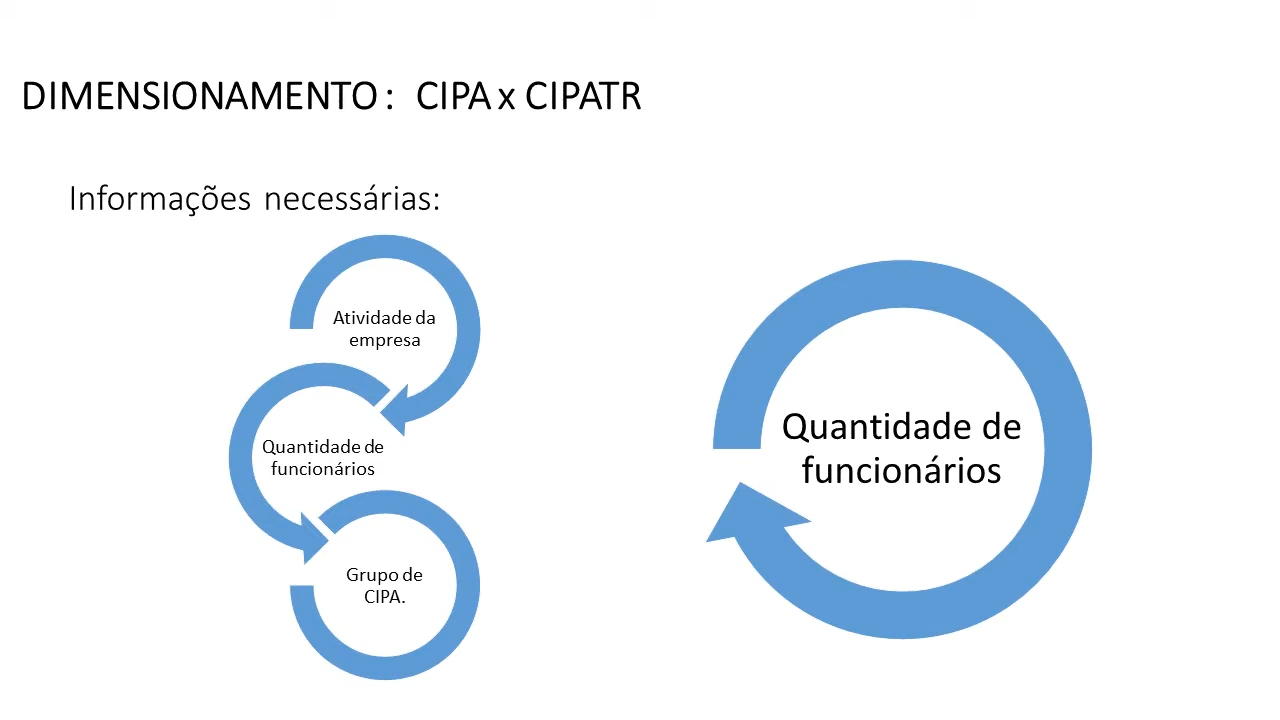 DIMENSIONAMENTO : CIPA x CIPATR
Informações necessárias:
Atividade da
empresa
Quantidade de
funcionários
Grupo de
CIPA.
Quantidade de
funcionários